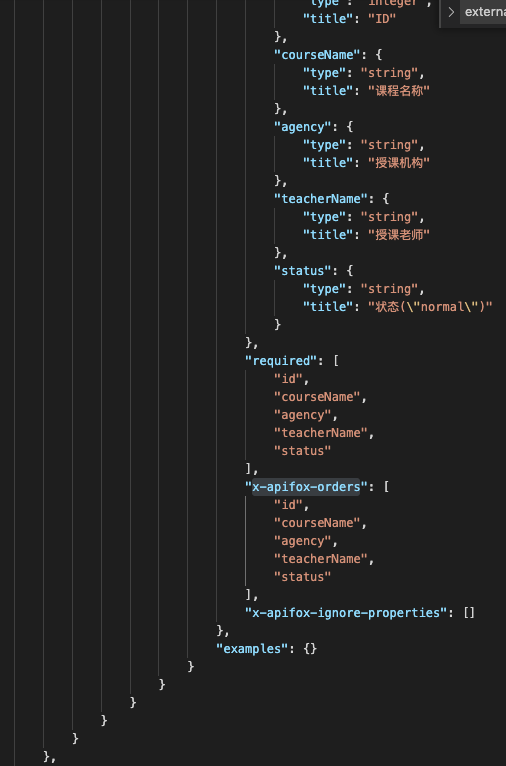 "type": "integer",
"title": "ID"
},
"courseName": {
"type": "string",
"title": "课程名称"
},
"agency": {
"type": "string",
"title": "授课机构"
},
"teacherName": {
"type": "string",
"title": "授课老师"
},
"status": {
"type": "string",
"title": "状态(\"normal\")"
}
},
"required": [
"id",
"courseName",
"agency",
"teacherName",
"status"
],
"x-apifox-orders": [
"id",
"courseName",
"agency",
"teacherName",
"status"
],
"x-apifox-ignore-properties": []
},
"examples": {}
}
}
}
}
}
},
> externa